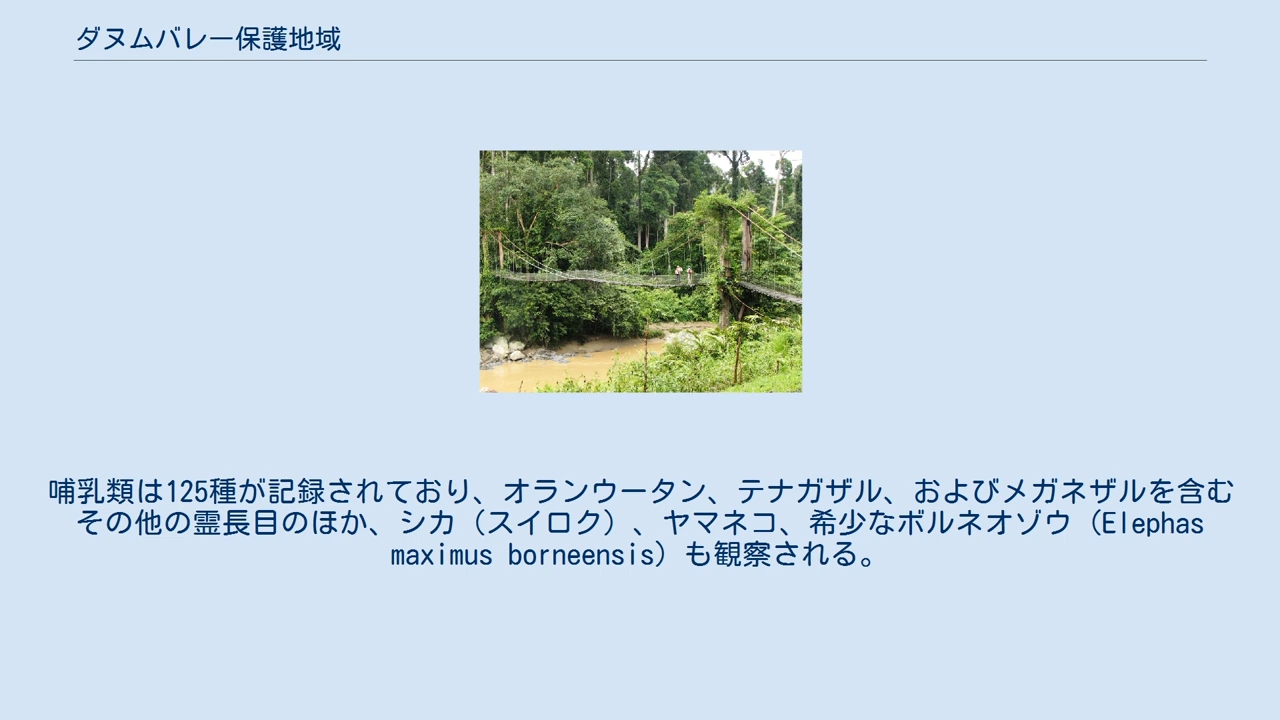 ダヌムバレー保護地域
哺乳類は125種が記録されており、オランウータン、テナガザル、およびメガネザルを含む
その他の霊長目のほか、シカ（スイロク）、ヤマネコ、希少なボルネオゾウ（Elephas
maximus borneensis）も観察される。